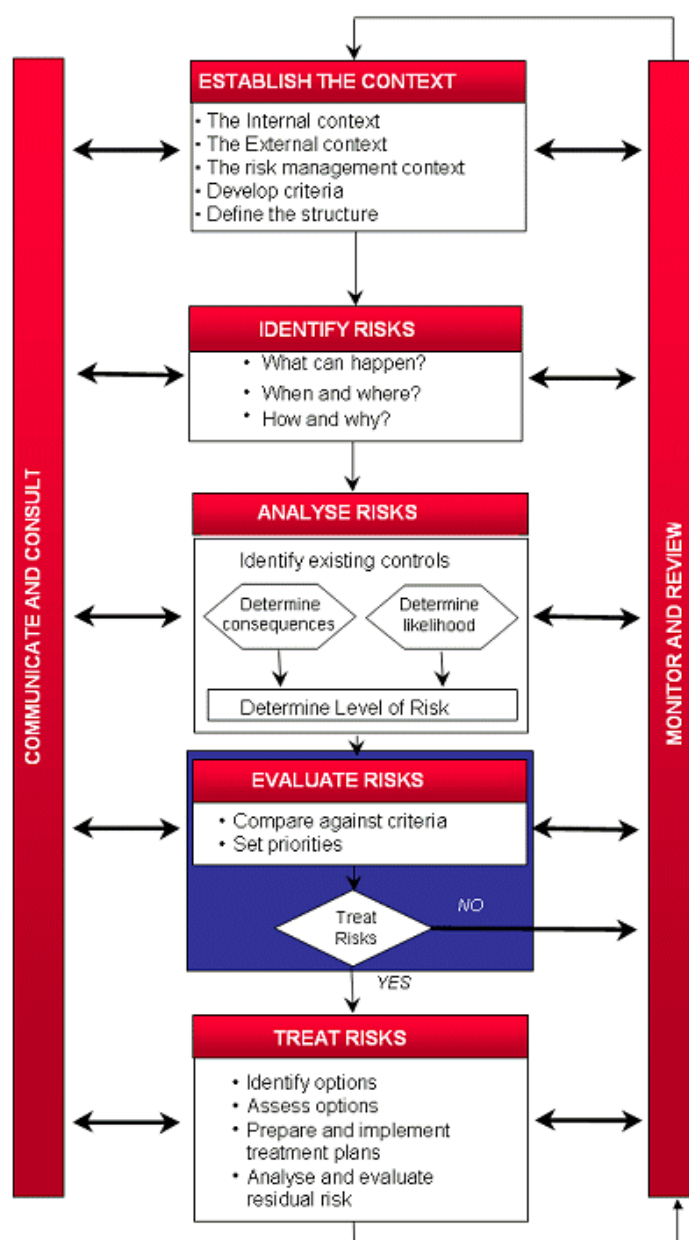 ESTABLISH THE CONTEXT
• The Internal context
• The External context
• The risk management context
• Develop criteria
• Define the structure
IDENTIFY RISKS
• What can happen?
• When and where?
• How and why?
ANALYSE RISKS
Identify existing controls
Determine
consequences
Determine
likelihood
Determine Level of Risk
EVALUATE RISKS
• Compare against criteria
• Set priorities
Treat
Risks
NO
YES
TREAT RISKS
• Identify options
• Assess options
• Prepare and implement
treatment plans
• Analyse and evaluate
residual risk
COMMUNICATE AND CONSULT
MONITOR AND REVIEW